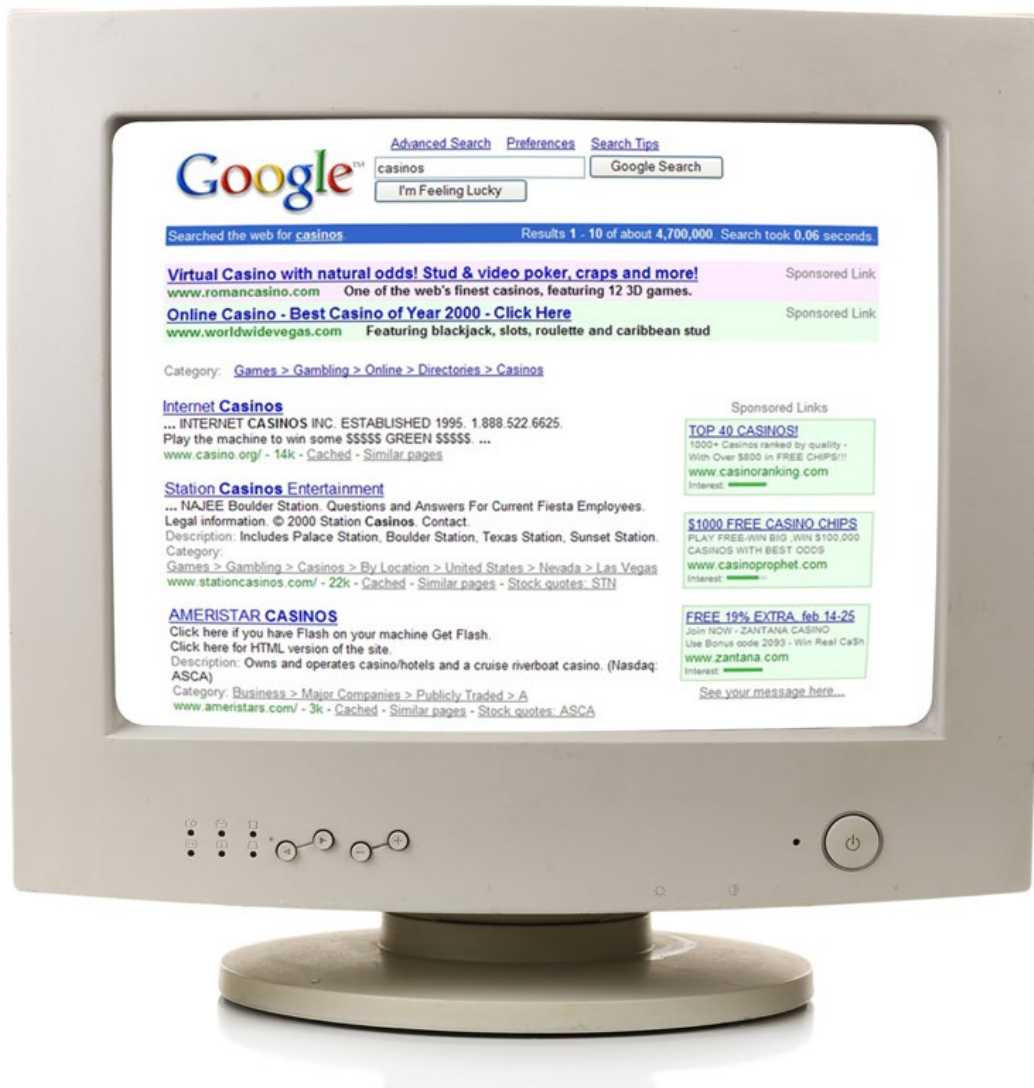 Google™
Advanced Search Preferences Search Tips
casinos Google Search
I'm Feeling Lucky
Searched the web for casinos. Results 1 - 10 of about 4,700,000. Search took 0.06 seconds.
Virtual Casino with natural odds! Stud & video poker, craps and more! Sponsored Link
www.romancasino.com One of the web's finest casinos, featuring 12 3D games.
Online Casino - Best Casino of Year 2000 - Click Here Sponsored Link
www.worldwidevegas.com Featuring blackjack, slots, roulette and caribbean stud
Category: Games > Gambling > Online > Directories > Casinos
Internet Casinos
... INTERNET CASINOS INC. ESTABLISHED 1995. 1.888.522.6625.
Play the machine to win some $$$$$ GREEN $$$$$. ...
www.casino.org/ - 14k - Cached - Similar pages
Station Casinos Entertainment
... NAJEE Boulder Station. Questions and Answers For Current Fiesta Employees.
Legal information. © 2000 Station Casinos. Contact.
Description: Includes Palace Station, Boulder Station, Texas Station, Sunset Station.
Category:
Games > Gambling > Casinos > By Location > United States > Nevada > Las Vegas
www.stationcasinos.com/ - 22k - Cached - Similar pages - Stock quotes: STN
AMERISTAR CASINOS
Click here if you have Flash on your machine Get Flash.
Click here for HTML version of the site.
Description: Owns and operates casino/hotels and a cruise riverboat casino. (Nasdaq:
ASCA)
Category: Business > Major Companies > Publicly Traded > A
www.ameristars.com/ - 3k - Cached - Similar pages - Stock quotes: ASCA
Sponsored Links
TOP 40 CASINOS!
1000+ Casinos ranked by quality -
With Over $800 in FREE CHIPS!!!
www.casinoranking.com
Interest:
$1000 FREE CASINO CHIPS
PLAY FREE-WIN BIG ,WIN $100,000
CASINOS WITH BEST ODDS
www.casinoprophet.com
Interest:
FREE 19% EXTRA. feb 14-25
Join NOW - ZANTANA CASINO
Use Bonus code 2093 - Win Real Ca$h
www.zantana.com
Interest:
See your message here...